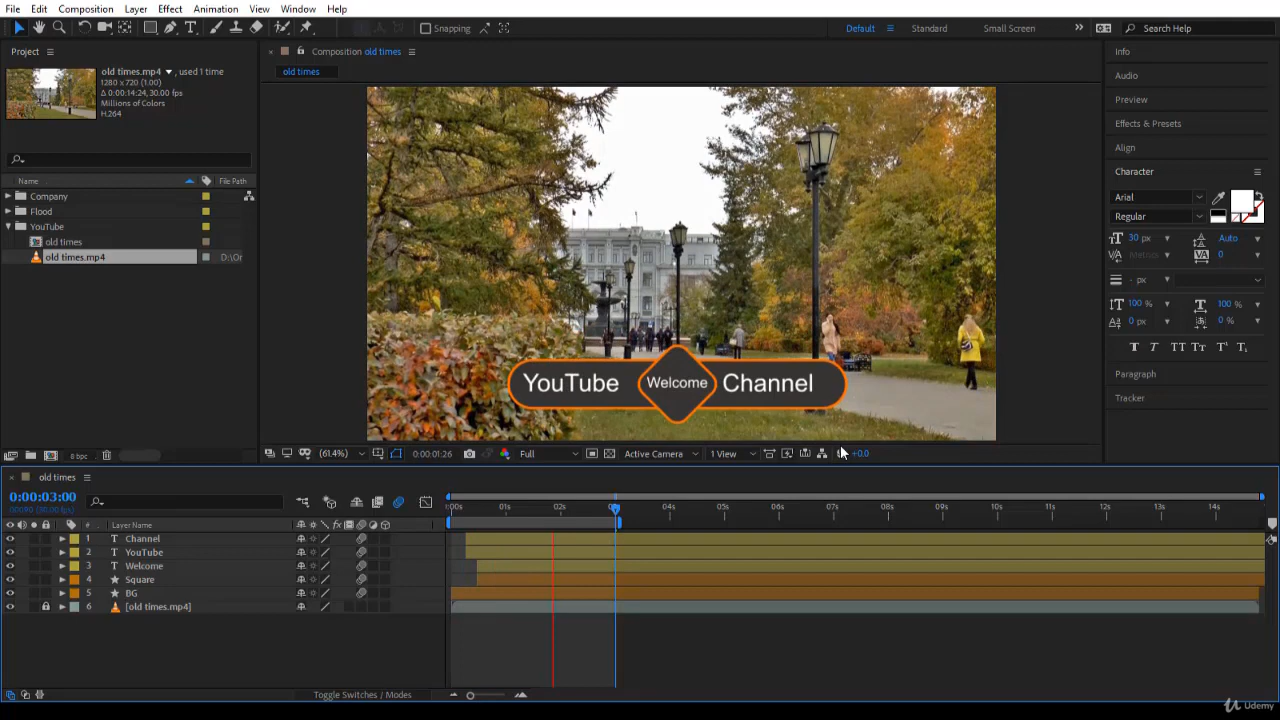 File Edit Composition Layer Effect Animation View Window Help
Snapping
Default Standard Small Screen Search Help
Project
old times.mp4 , used 1 time
1280 x 720 (1.00)
Δ 0:00:14:24, 30.00 fps
Millions of Colors
H.264
Name File Path
Company
Flood
YouTube
old times
old times.mp4 D:\Or
8 bpc
Composition old times
old times
YouTube Welcome Channel
(61.4%) 0:00:01:26 Full Active Camera 1 View +0.0
Info
Audio
Preview
Effects & Presets
Align
Character
Arial
Regular
30 px Auto
0
- px
100 % 100 %
0 px 0 %
Paragraph
Tracker
old times
0:00:03:00
Layer Name
1 Channel
2 YouTube
3 Welcome
4 Square
5 BG
6 [old times.mp4]
01s 02s 04s 05s 06s 07s 08s 09s 10s 11s 12s 13s 14s
Toggle Switches / Modes
Udemy